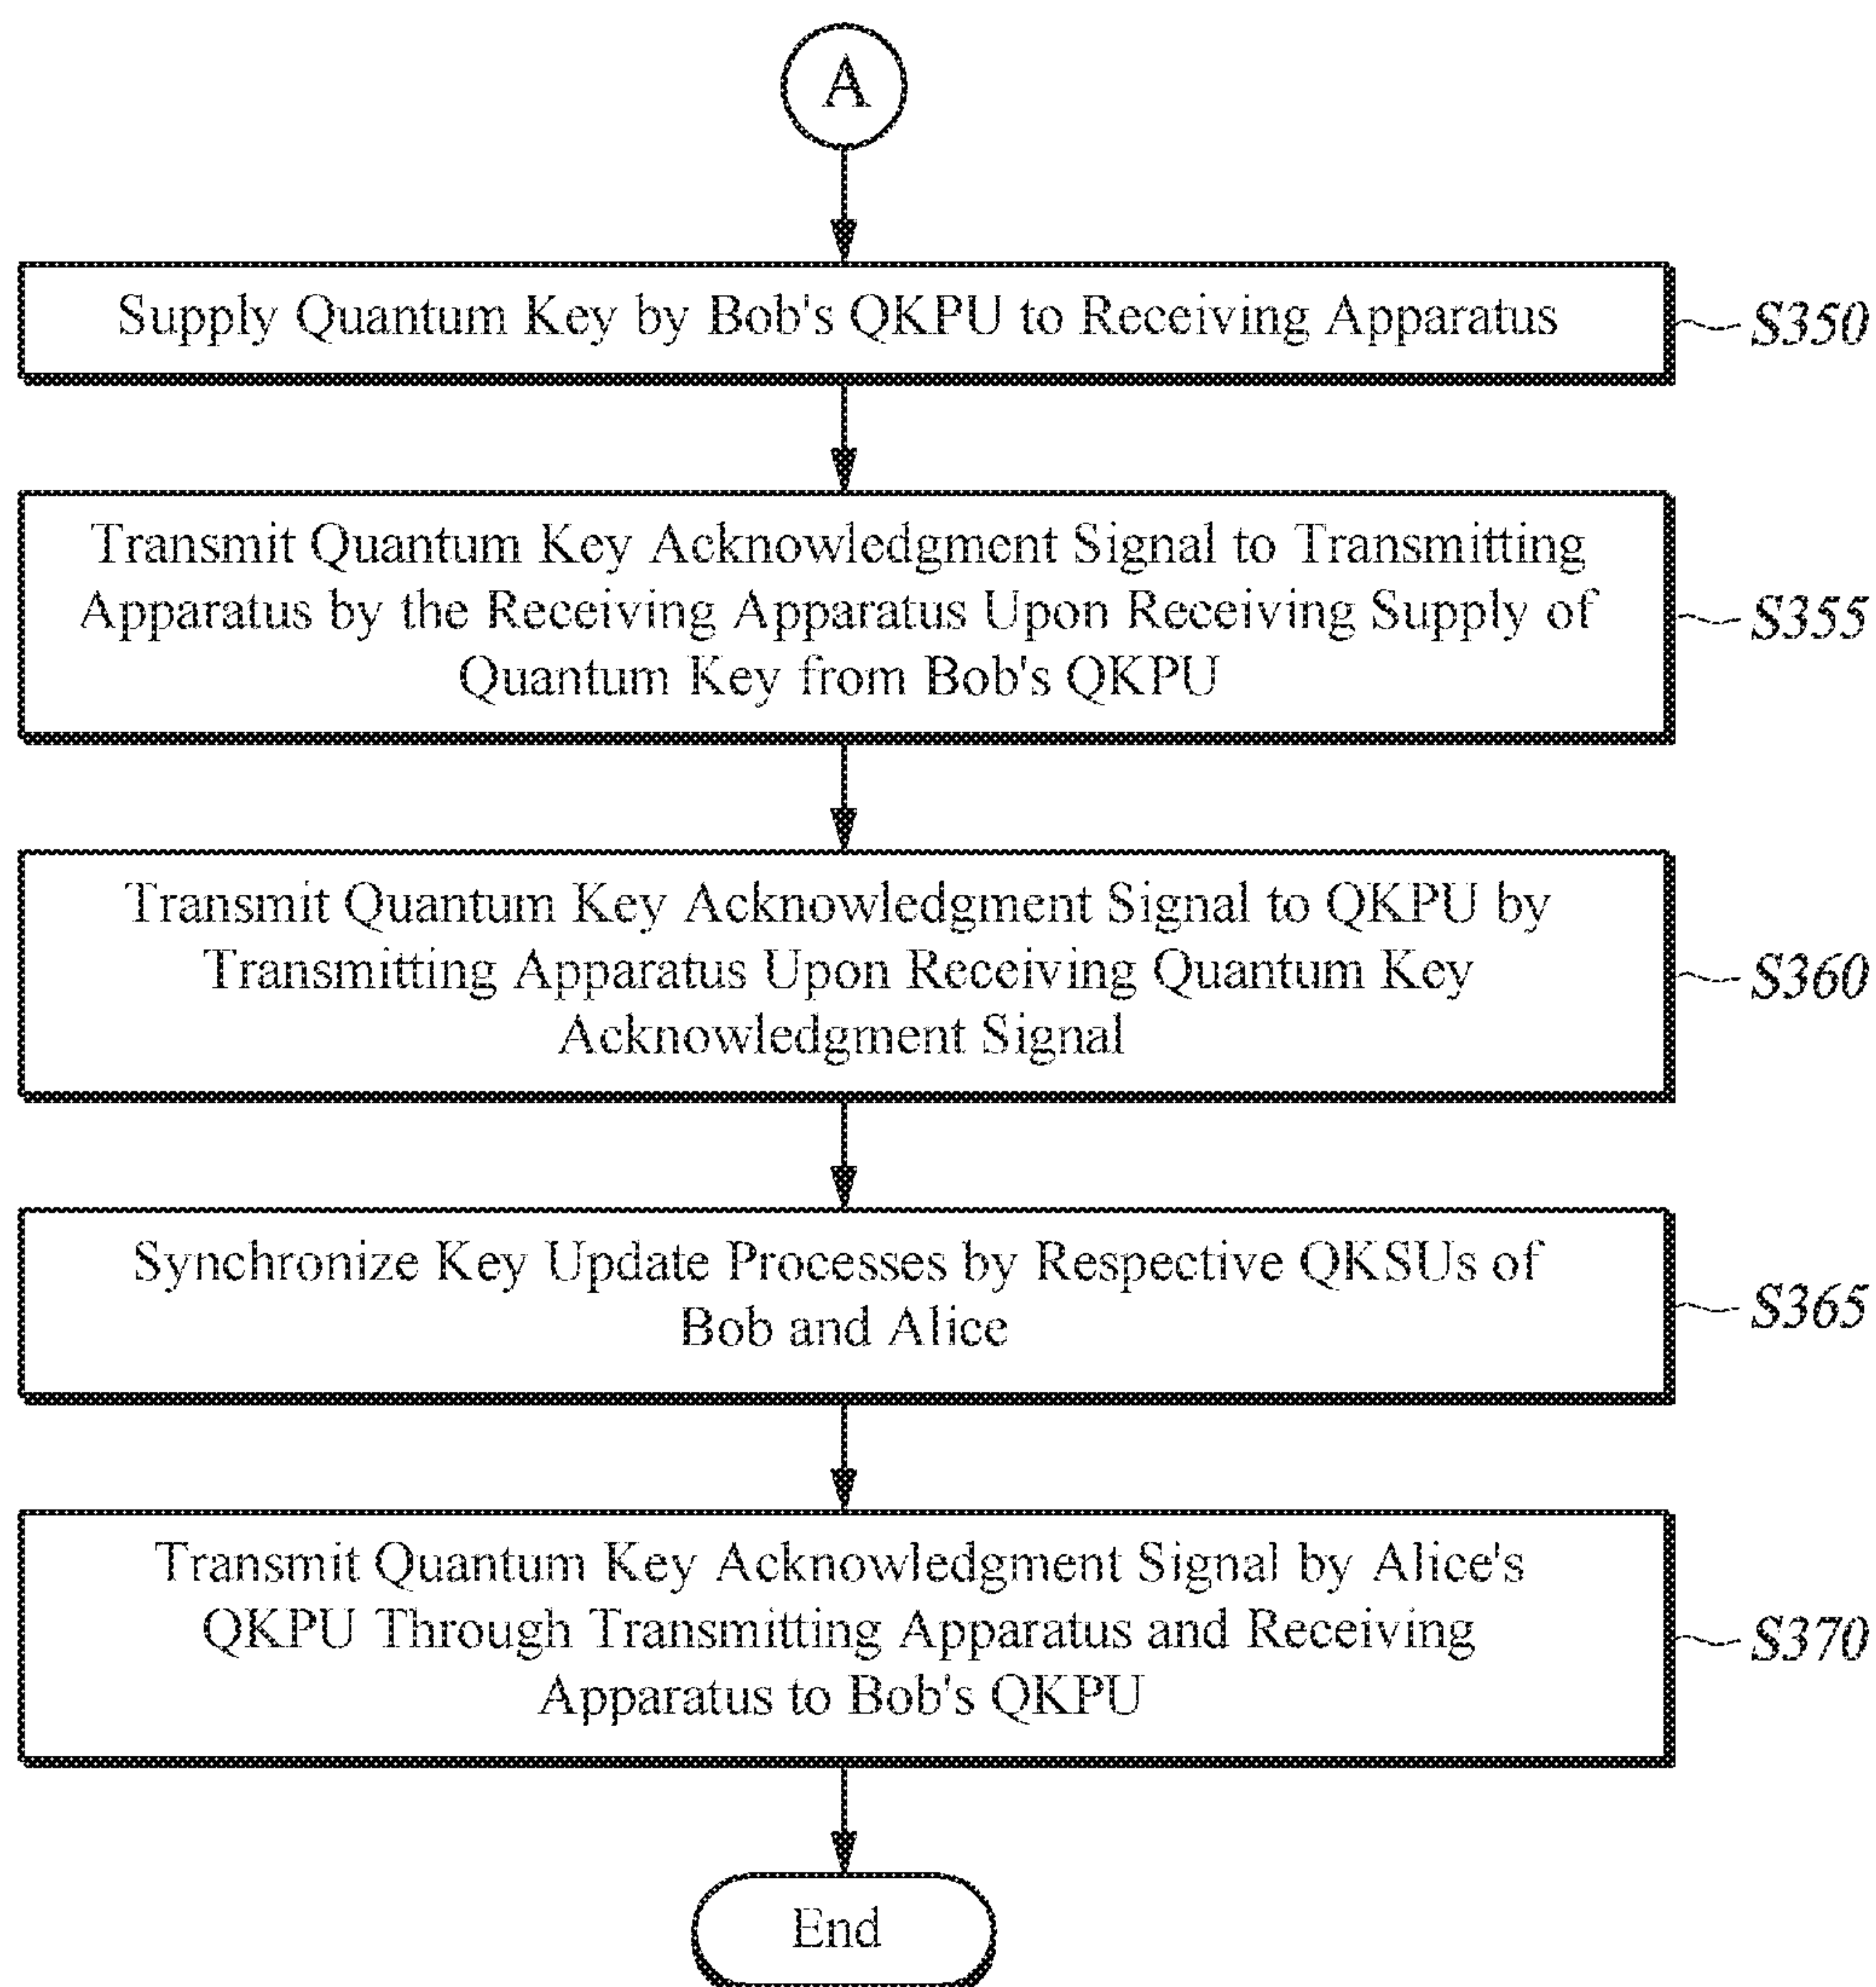 A
Supply Quantum Key by Bob's QKPU to Receiving Apparatus
S350
Transmit Quantum Key Acknowledgment Signal to Transmitting
Apparatus by the Receiving Apparatus Upon Receiving Supply of
Quantum Key from Bob's QKPU
S355
Transmit Quantum Key Acknowledgment Signal to QKPU by
Transmitting Apparatus Upon Receiving Quantum Key
Acknowledgment Signal
S360
Synchronize Key Update Processes by Respective QKSUs of
Bob and Alice
S365
Transmit Quantum Key Acknowledgment Signal by Alice's
QKPU Through Transmitting Apparatus and Receiving
Apparatus to Bob's QKPU
S370
End